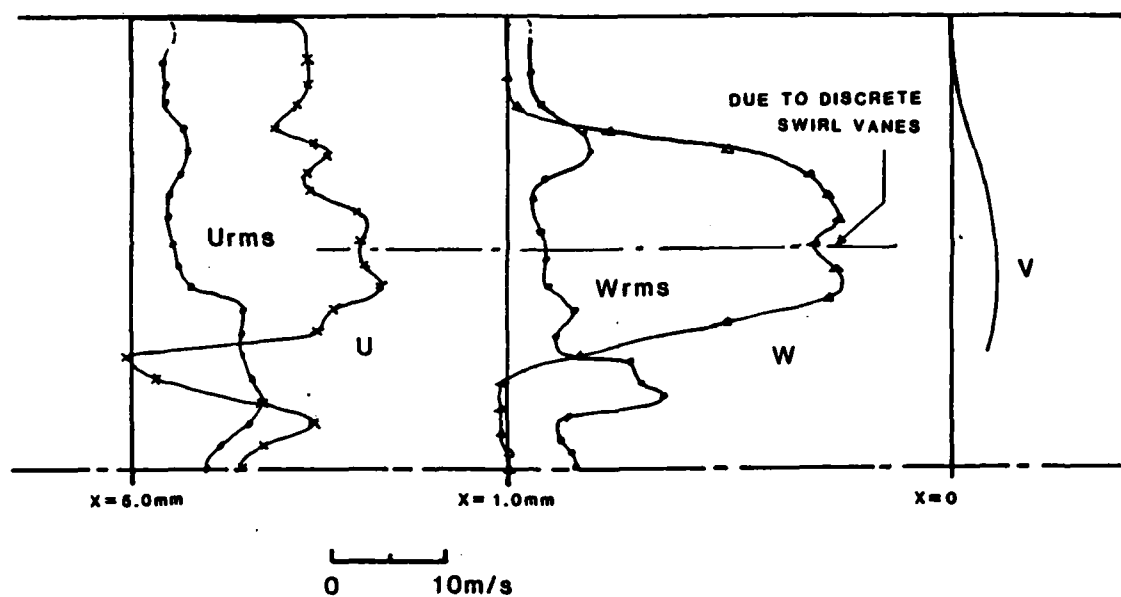 DUE TO DISCRETE
SWIRL VANES
Urms
Wrms
V
U
W
X=5.0mm
X=1.0mm
X=0
0 10m/s